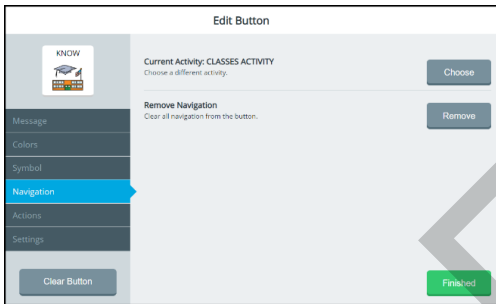 Edit Button
KNOW
Message
Colors
Symbol
Navigation
Actions
Settings
Clear Button
Current Activity: CLASSES ACTIVITY
Choose a different activity.
Choose
Remove Navigation
Clear all navigation from the button.
Remove
Finished